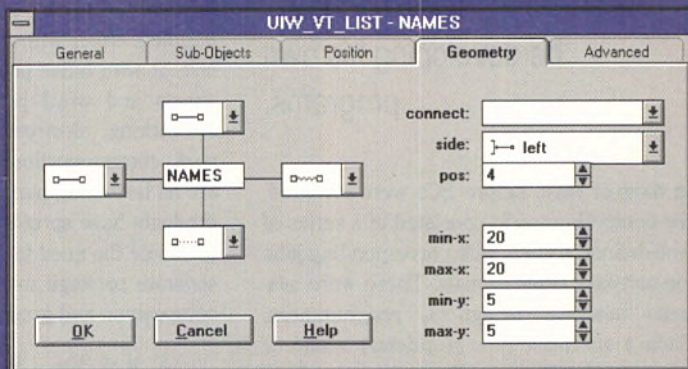 UIW_VT_LIST - NAMES
General Sub-Objects Position Geometry Advanced
connect:
side: left
pos: 4
NAMES
min-x: 20
max-x: 20
min-y: 5
max-y: 5
OK Cancel Help